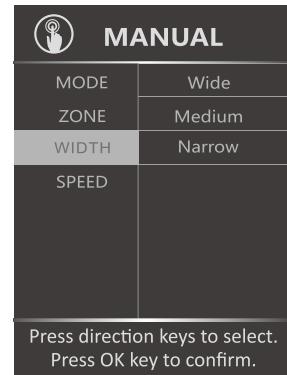 MANUAL
MODE Wide
ZONE Medium
WIDTH Narrow
SPEED
Press direction keys to select.
Press OK key to confirm.